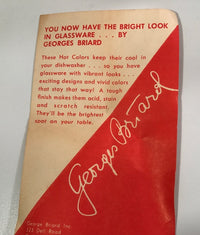 YOU NOW HAVE THE BRIGHT LOOK
IN GLASSWARE . . . BY
GEORGES BRIARD
These Hot Colors keep their cool in
your dishwasher . . . so you have
glassware with vibrant looks . . .
exciting designs and vivid colors
that stay that way! A tough
finish makes them acid, stain
and scratch resistant.
They'll be the brightest
spot on your table.
Georges Briard
Georges Briard Inc.
125 Dell Road